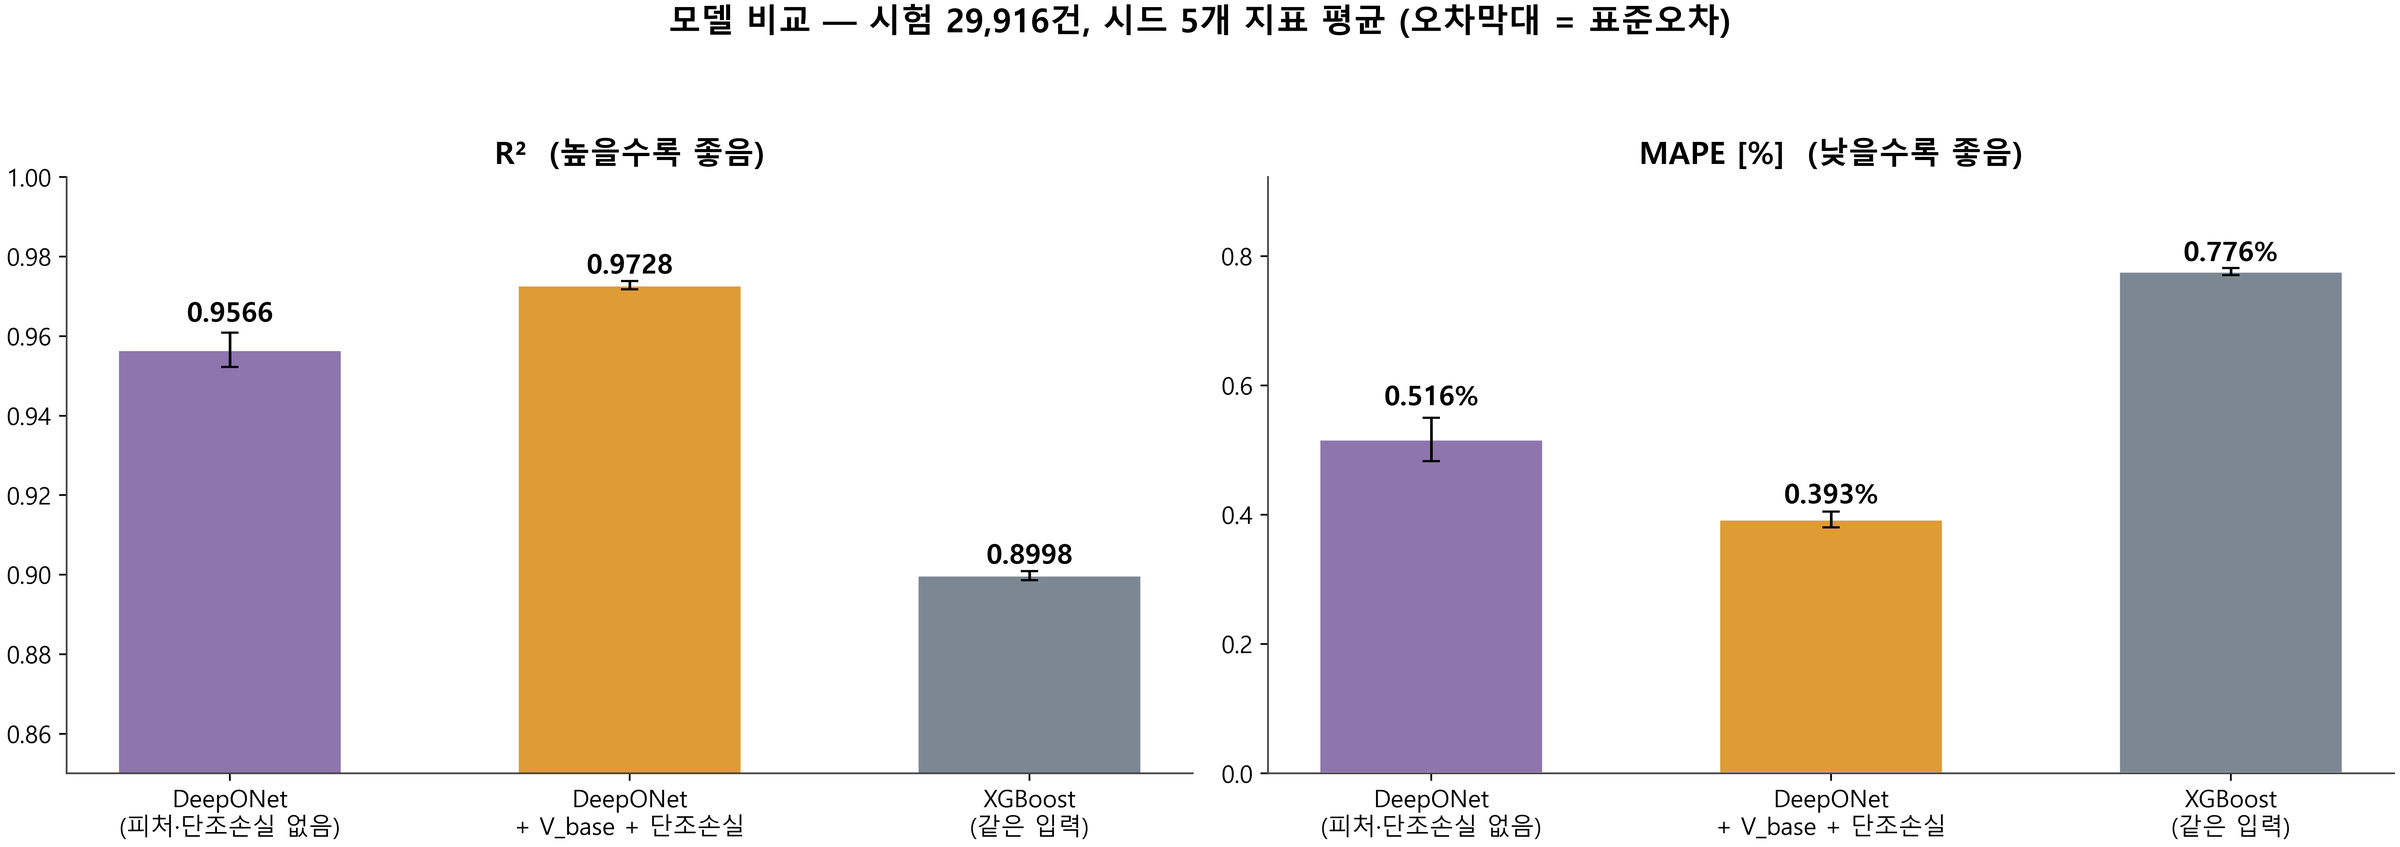 모델 비교 — 시험 29,916건, 시드 5개 지표 평균 (오차막대 = 표준오차)
R² (높을수록 좋음)
1.00
0.98
0.96
0.94
0.92
0.90
0.88
0.86
0.9566
0.9728
0.8998
DeepONet
(피처·단조손실 없음)
DeepONet
+ V_base + 단조손실
XGBoost
(같은 입력)
MAPE [%] (낮을수록 좋음)
0.8
0.6
0.4
0.2
0.0
0.516%
0.393%
0.776%
DeepONet
(피처·단조손실 없음)
DeepONet
+ V_base + 단조손실
XGBoost
(같은 입력)